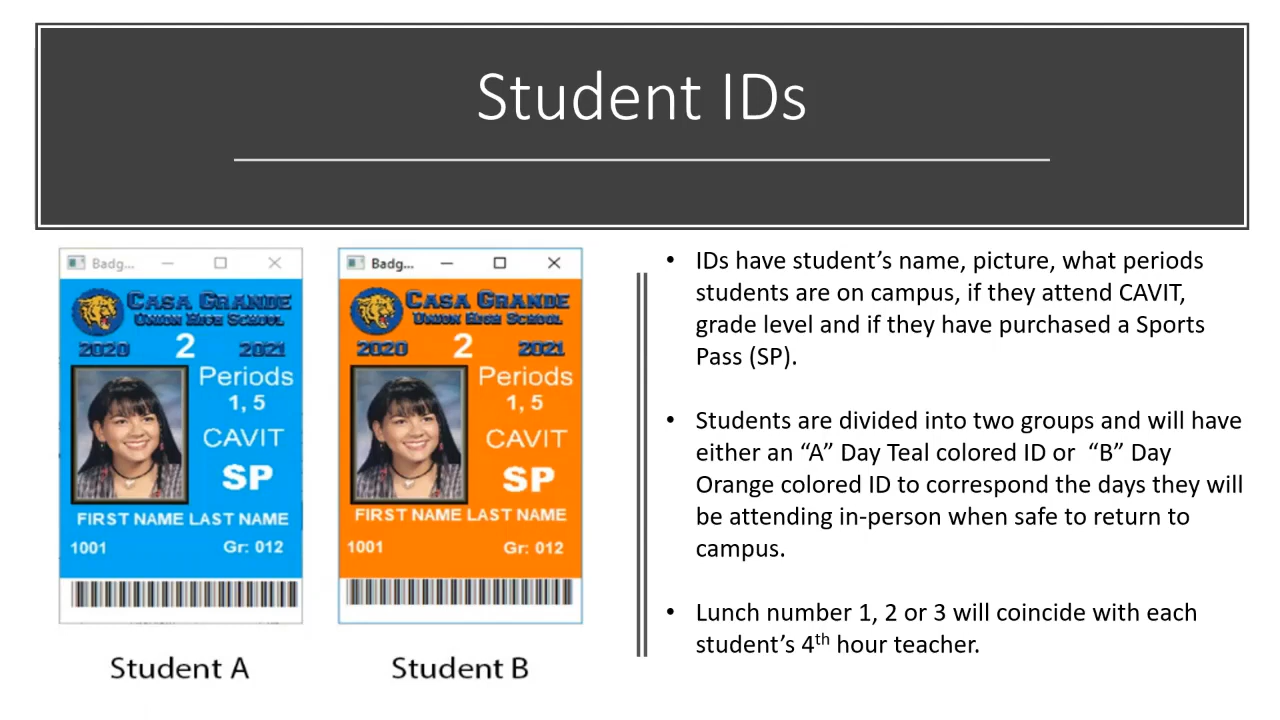 Student IDs
Badg...
CASA GRANDE
UNION HIGH SCHOOL
2020 2 2021
Periods
1, 5
CAVIT
SP
FIRST NAME LAST NAME
1001 Gr: 012
Student A
Badg...
CASA GRANDE
UNION HIGH SCHOOL
2020 2 2021
Periods
1, 5
CAVIT
SP
FIRST NAME LAST NAME
1001 Gr: 012
Student B
• IDs have student’s name, picture, what periods
students are on campus, if they attend CAVIT,
grade level and if they have purchased a Sports
Pass (SP).
• Students are divided into two groups and will have
either an “A” Day Teal colored ID or “B” Day
Orange colored ID to correspond the days they will
be attending in-person when safe to return to
campus.
• Lunch number 1, 2 or 3 will coincide with each
student’s 4th hour teacher.